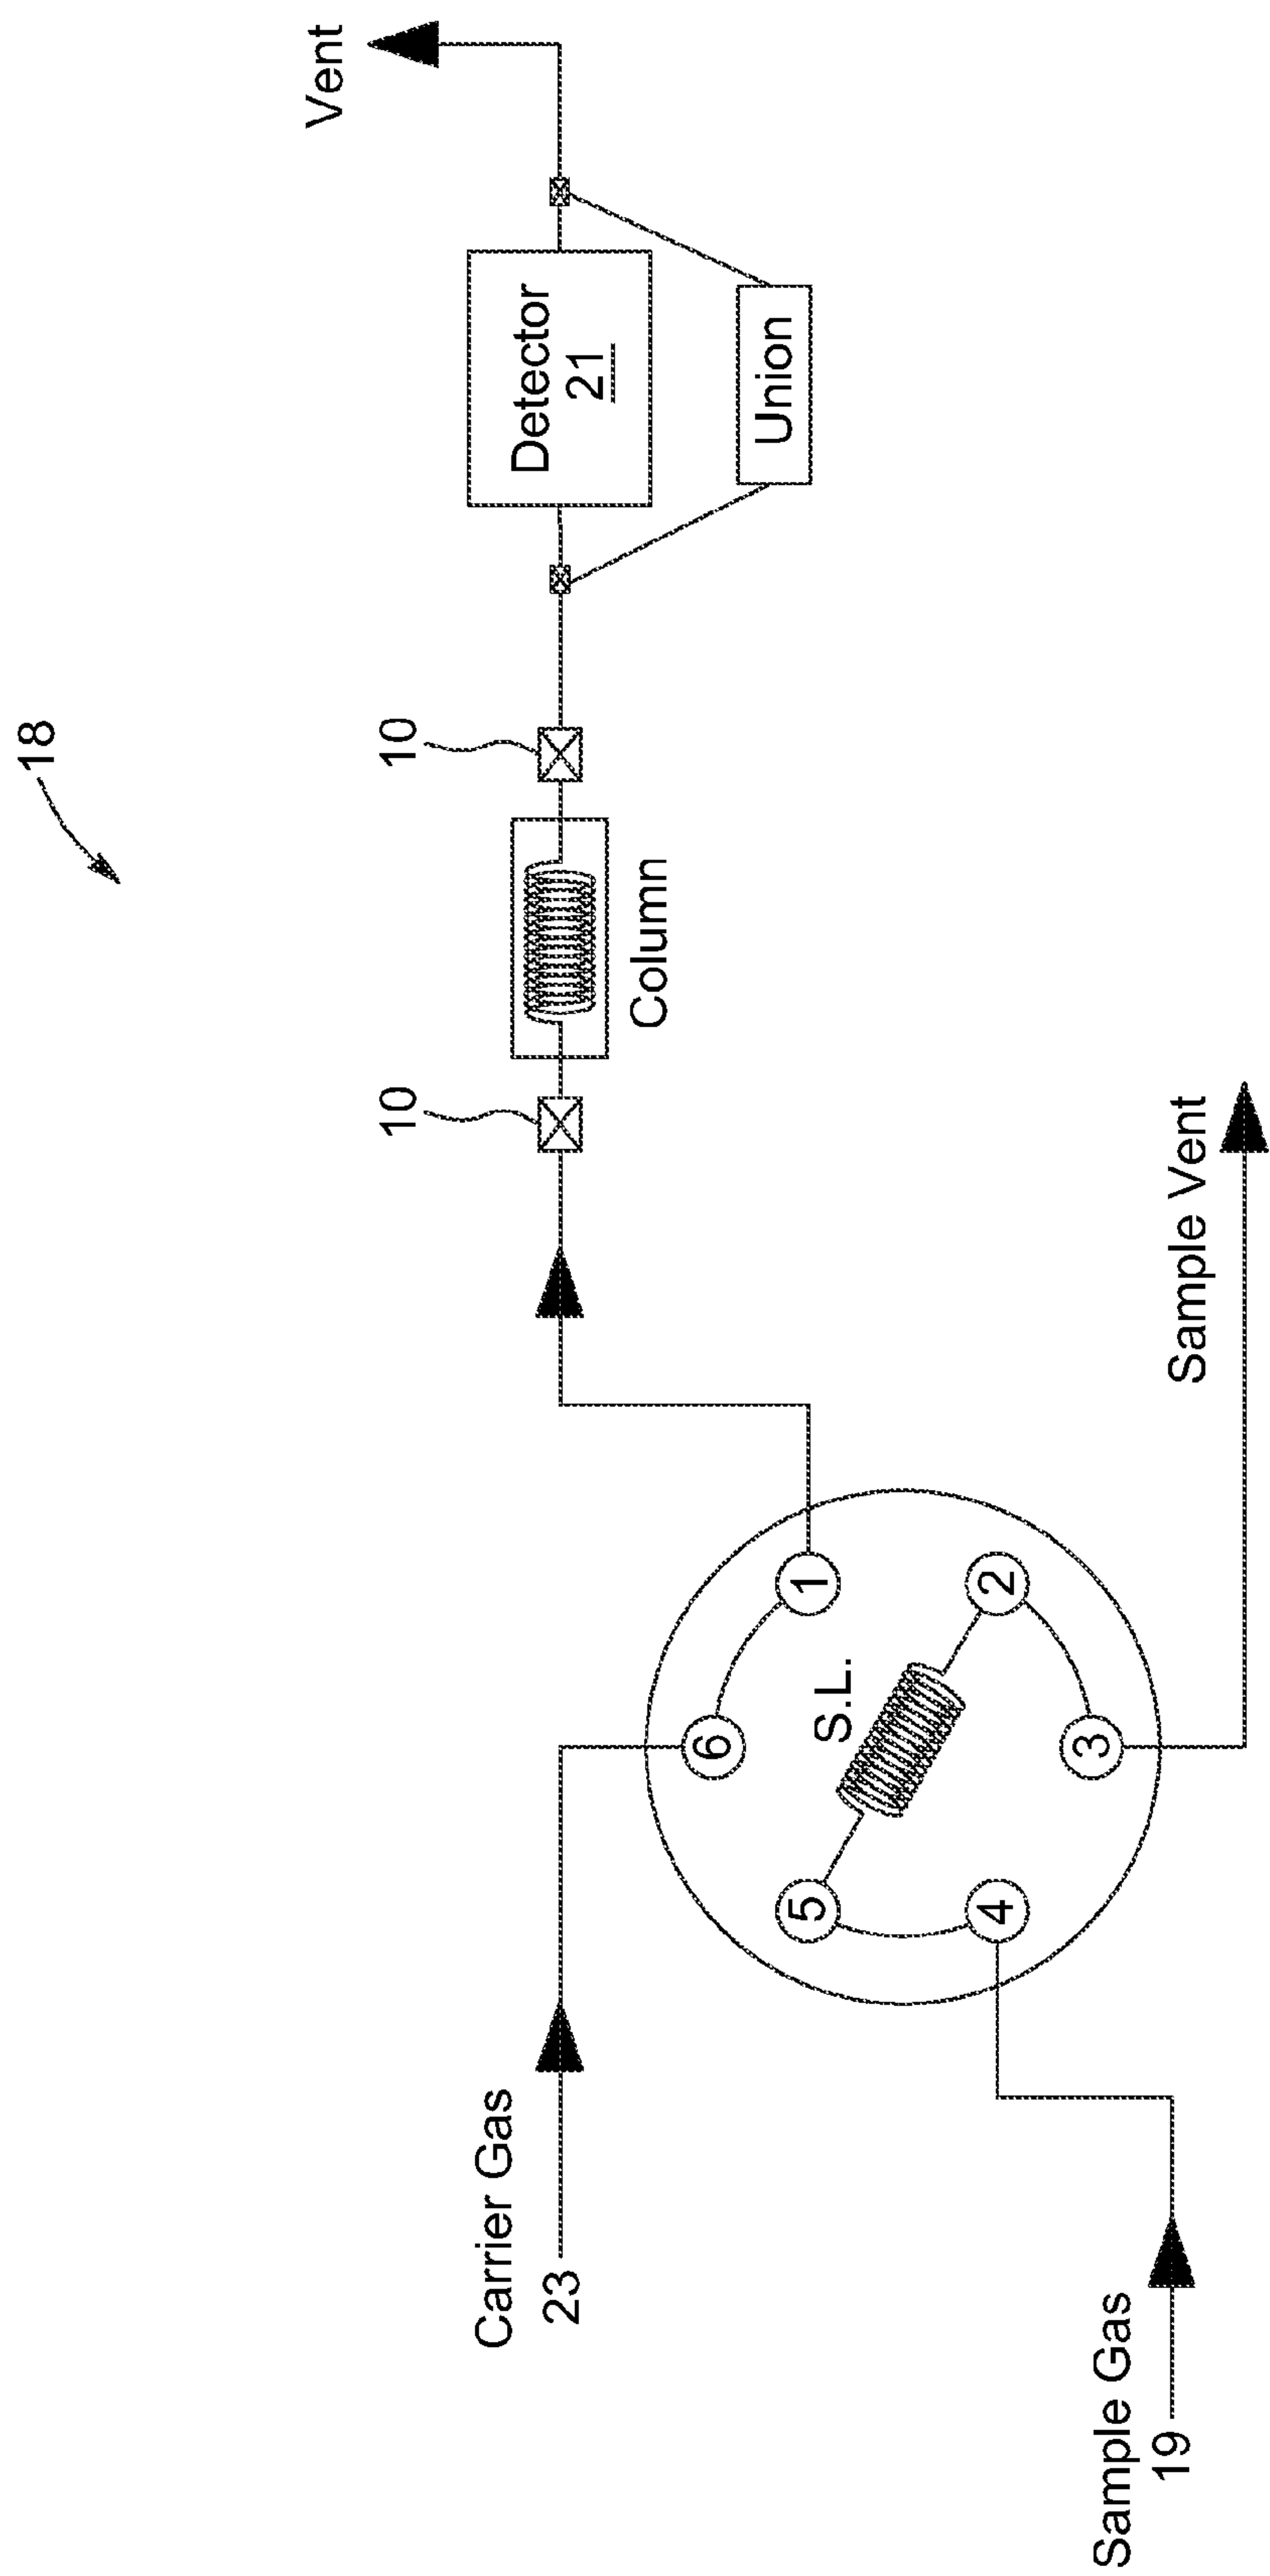 18
Vent
Detector
21
Union
10
10
Column
Sample Vent
1
2
3
4
5
6
S.L.
Carrier Gas
23
Sample Gas
19